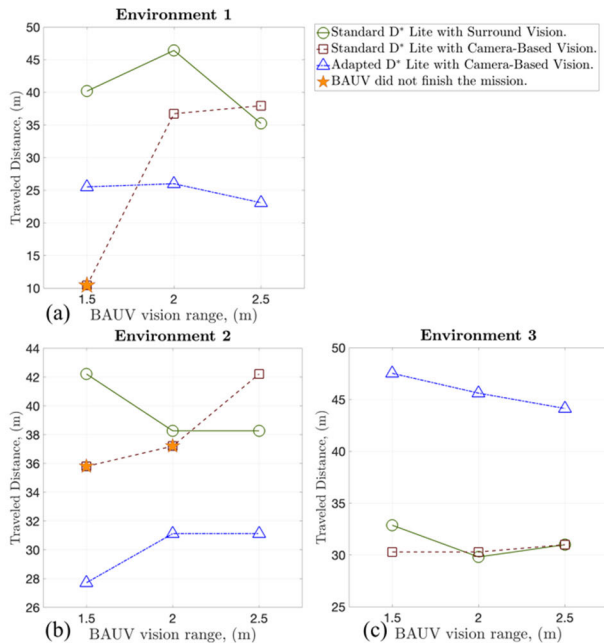 Environment 1
Standard D* Lite with Surround Vision.
Standard D* Lite with Camera-Based Vision.
Adapted D* Lite with Camera-Based Vision.
BAUV did not finish the mission.
Traveled Distance, (m)
50
45
40
35
30
25
20
15
10
1.5 2 2.5
(a) BAUV vision range, (m)
Environment 2
Traveled Distance, (m)
44
42
40
38
36
34
32
30
28
26
1.5 2 2.5
(b) BAUV vision range, (m)
Environment 3
Traveled Distance, (m)
50
45
40
35
30
25
1.5 2 2.5
(c) BAUV vision range, (m)